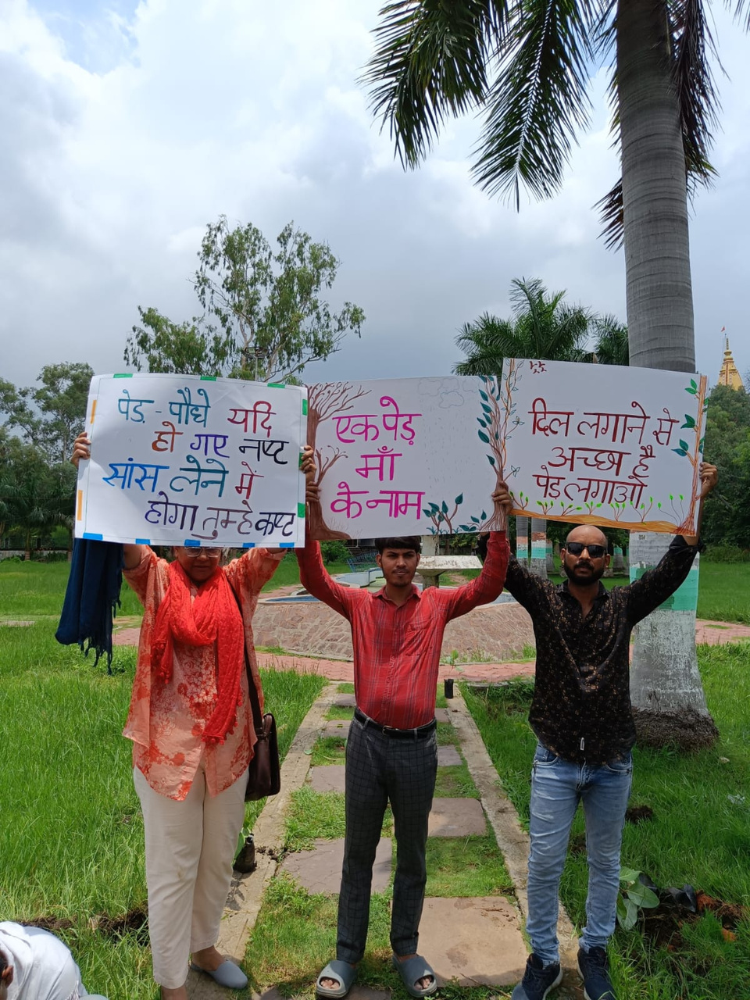 पेड़-पौधे यदि
हो गए नष्ट
सांस लेने में
होगा तुम्हे कष्ट
एक पेड़
माँ
के नाम
दिल लगाने से
अच्छा है
पेड़ लगाओ